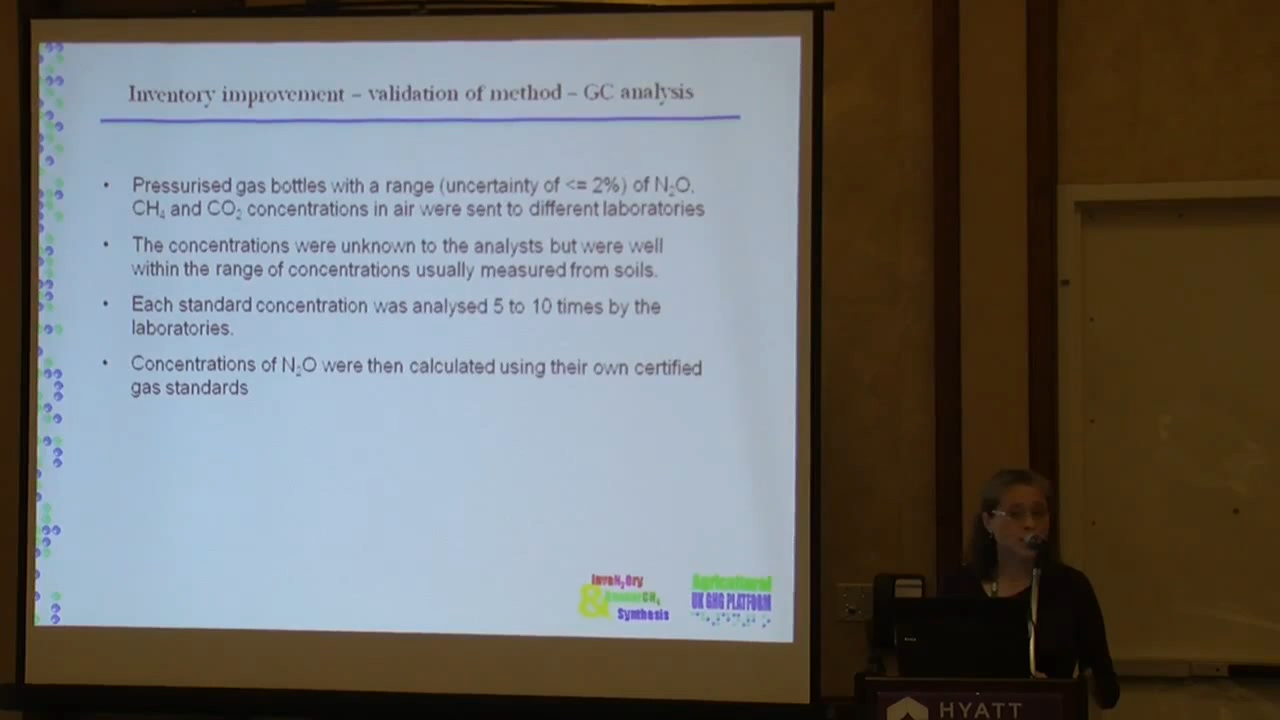 Inventory improvement – validation of method – GC analysis
• Pressurised gas bottles with a range (uncertainty of <= 2%) of N₂O,
CH₄ and CO₂ concentrations in air were sent to different laboratories
• The concentrations were unknown to the analysts but were well
within the range of concentrations usually measured from soils.
• Each standard concentration was analysed 5 to 10 times by the
laboratories.
• Concentrations of N₂O were then calculated using their own certified
gas standards
InveN₂Ory
&
CH₄
Synthesis
Agricultural
UK GHG PLATFORM
HYATT